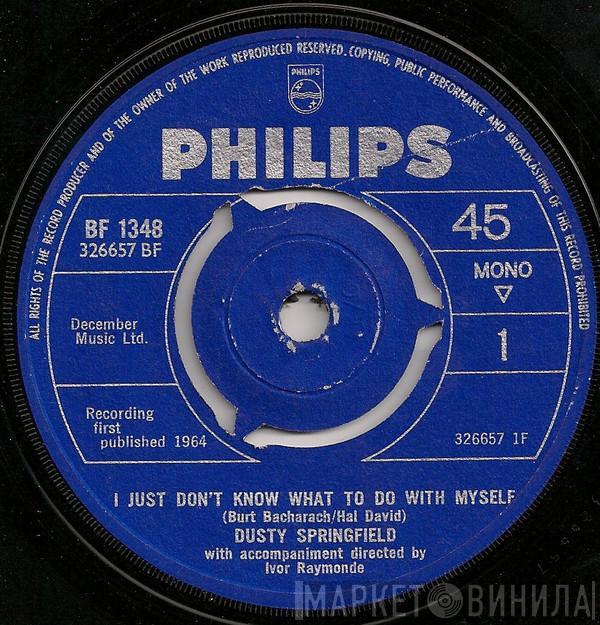 ALL RIGHTS OF THE RECORD PRODUCER AND OF THE OWNER OF THE WORK REPRODUCED RESERVED. COPYING, PUBLIC PERFORMANCE AND BROADCASTING OF THIS RECORD PROHIBITED
PHILIPS
PHILIPS
BF 1348
326657 BF
45
MONO
December
Music Ltd.
1
Recording
first
published 1964
326657 1F
I JUST DON'T KNOW WHAT TO DO WITH MYSELF
(Burt Bacharach/Hal David)
DUSTY SPRINGFIELD
with accompaniment directed by
Ivor Raymonde
МАРКЕТ ВИНИЛА